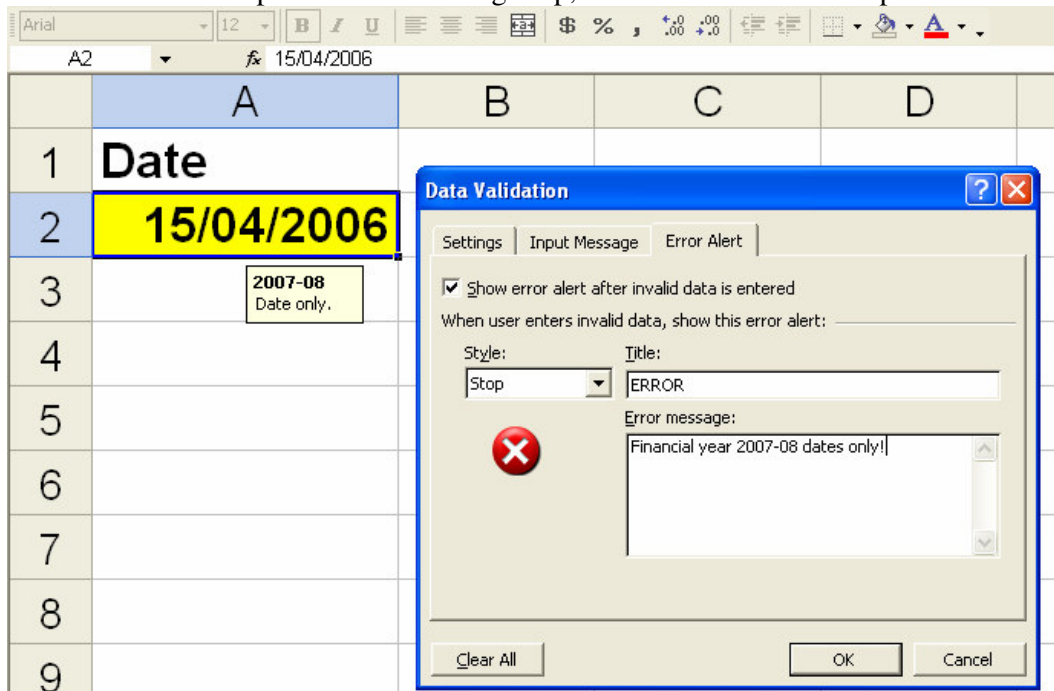 Arial 12 B I U $ % , .00 .0 A
A2 fx 15/04/2006
A B C D
1 Date
2 15/04/2006
3
2007-08
Date only.
4
5
6
7
8
9
Data Validation
Settings Input Message Error Alert
Show error alert after invalid data is entered
When user enters invalid data, show this error alert:
Style: Title:
Stop ERROR
Error message:
Financial year 2007-08 dates only!
Clear All OK Cancel